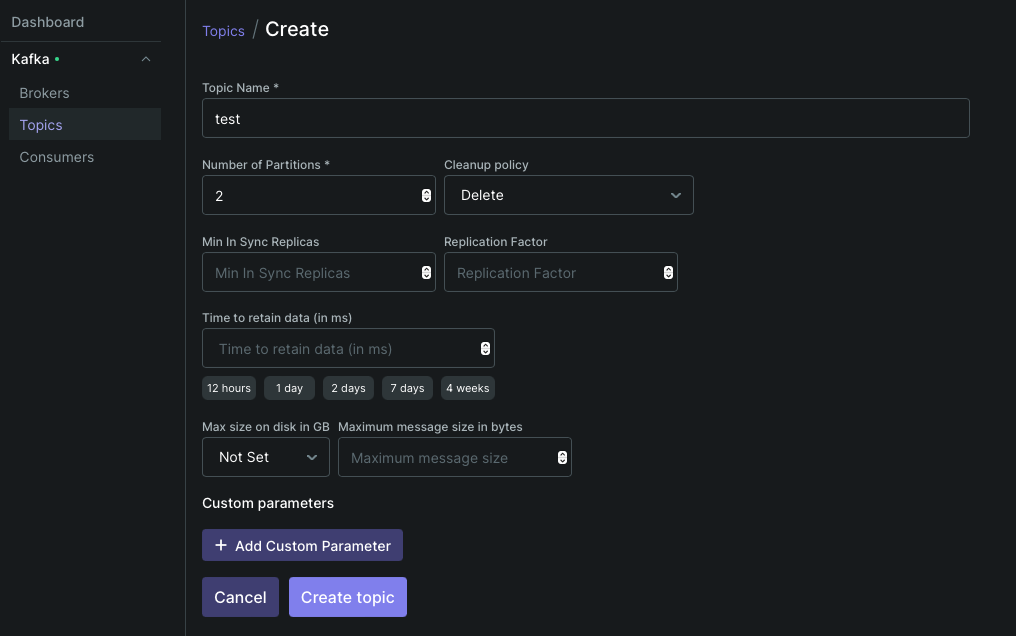 Dashboard
Kafka
Brokers
Topics
Consumers
Topics / Create
Topic Name *
test
Number of Partitions * Cleanup policy
2 Delete
Min In Sync Replicas Replication Factor
Min In Sync Replicas Replication Factor
Time to retain data (in ms)
Time to retain data (in ms)
12 hours 1 day 2 days 7 days 4 weeks
Max size on disk in GB Maximum message size in bytes
Not Set Maximum message size
Custom parameters
+ Add Custom Parameter
Cancel Create topic